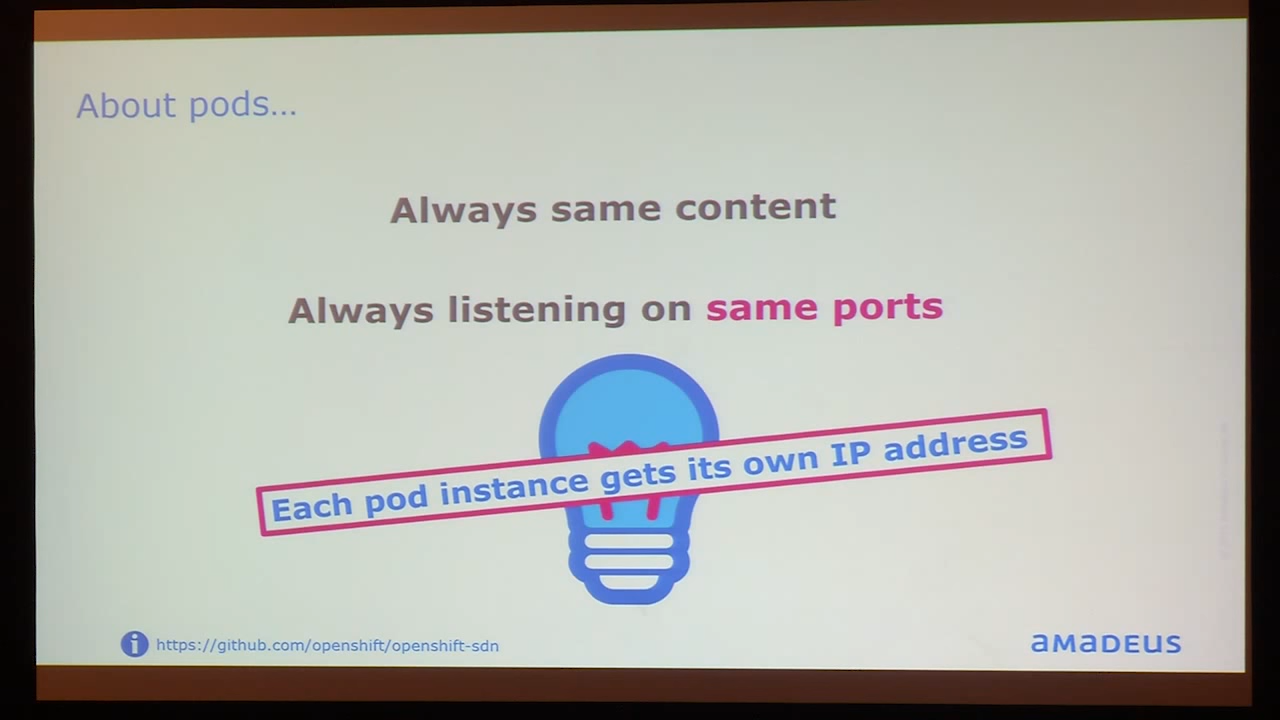 About pods...
Always same content
Always listening on same ports
Each pod instance gets its own IP address
https://github.com/openshift/openshift-sdn
amadeus